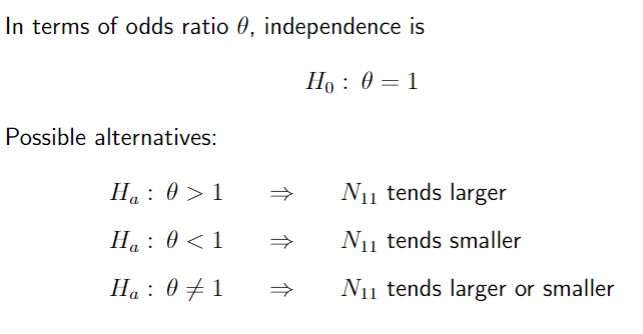 In terms of odds ratio θ, independence is
H₀ : θ = 1
Possible alternatives:
Hₐ : θ > 1 ⇒ N₁₁ tends larger
Hₐ : θ < 1 ⇒ N₁₁ tends smaller
Hₐ : θ ≠ 1 ⇒ N₁₁ tends larger or smaller